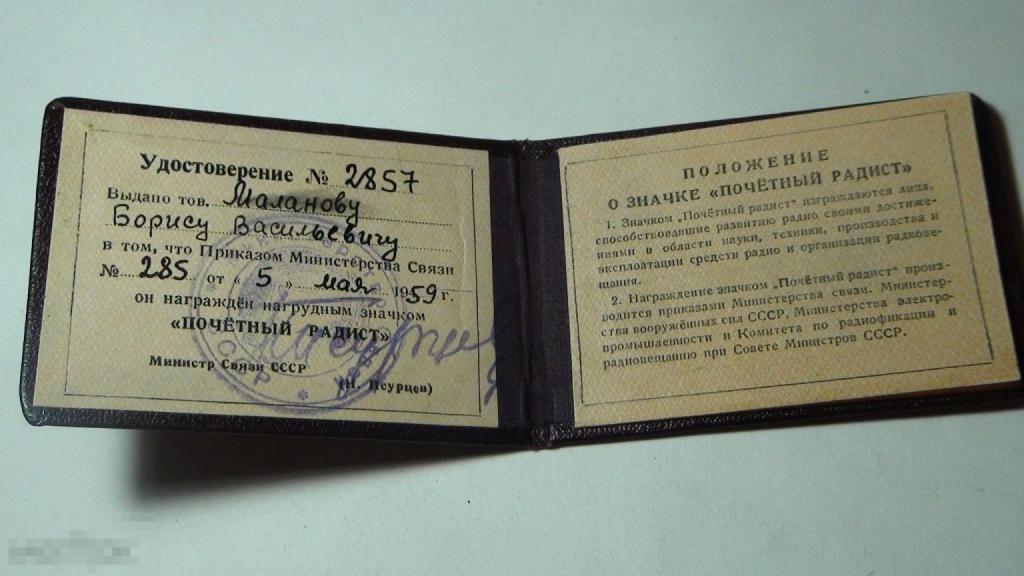 Удостоверение № 2857
Выдано тов. Маланову
Борису Васильевичу
в том, что Приказом Министерства Связи
№ 285 от « 5 » мая 1959 г.
он награждён нагрудным значком
«ПОЧЁТНЫЙ РАДИСТ»
Министр Связи СССР
(Н. Псурцев)
ПОЛОЖЕНИЕ
О ЗНАЧКЕ «ПОЧЁТНЫЙ РАДИСТ»
1. Значком „Почётный радист" награждаются лица,
способствовавшие развитию радио своими достиже-
ниями в области науки, техники, производства и
эксплоатации средств радио и организации радиове-
щания.
2. Награждение значком „Почётный радист" произ-
водится приказами Министерства связи. Министер-
ства вооружённых сил СССР, Министерства электро-
промышленности и Комитета по радиофикации и
радиовещанию при Совете Министров СССР.